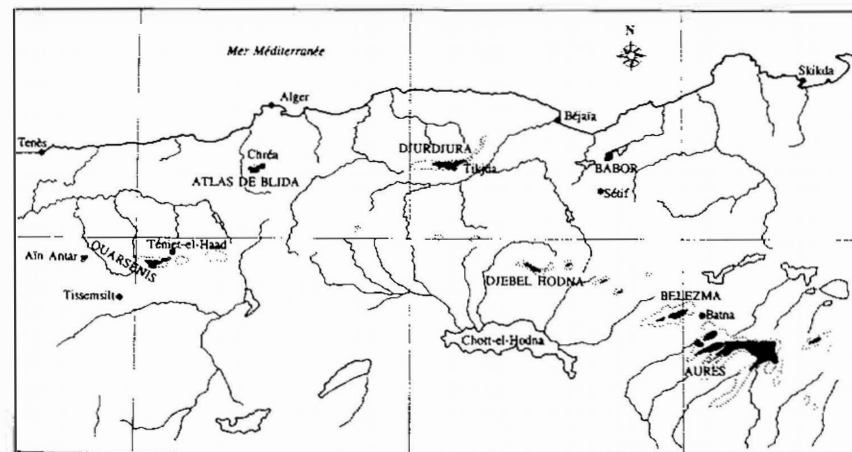 N
Mer Méditerranée
Skikda
Alger
Béjaïa
Tenès
DJURDJURA
Chréa
Tikjda
BABOR
ATLAS DE BLIDA
Sétif
Téniet-el-Haad
Aïn Antar
OUARSENIS
DJEBEL HODNA
Tissemsilt
BELEZMA
Batna
Chott-el-Hodna
AURES